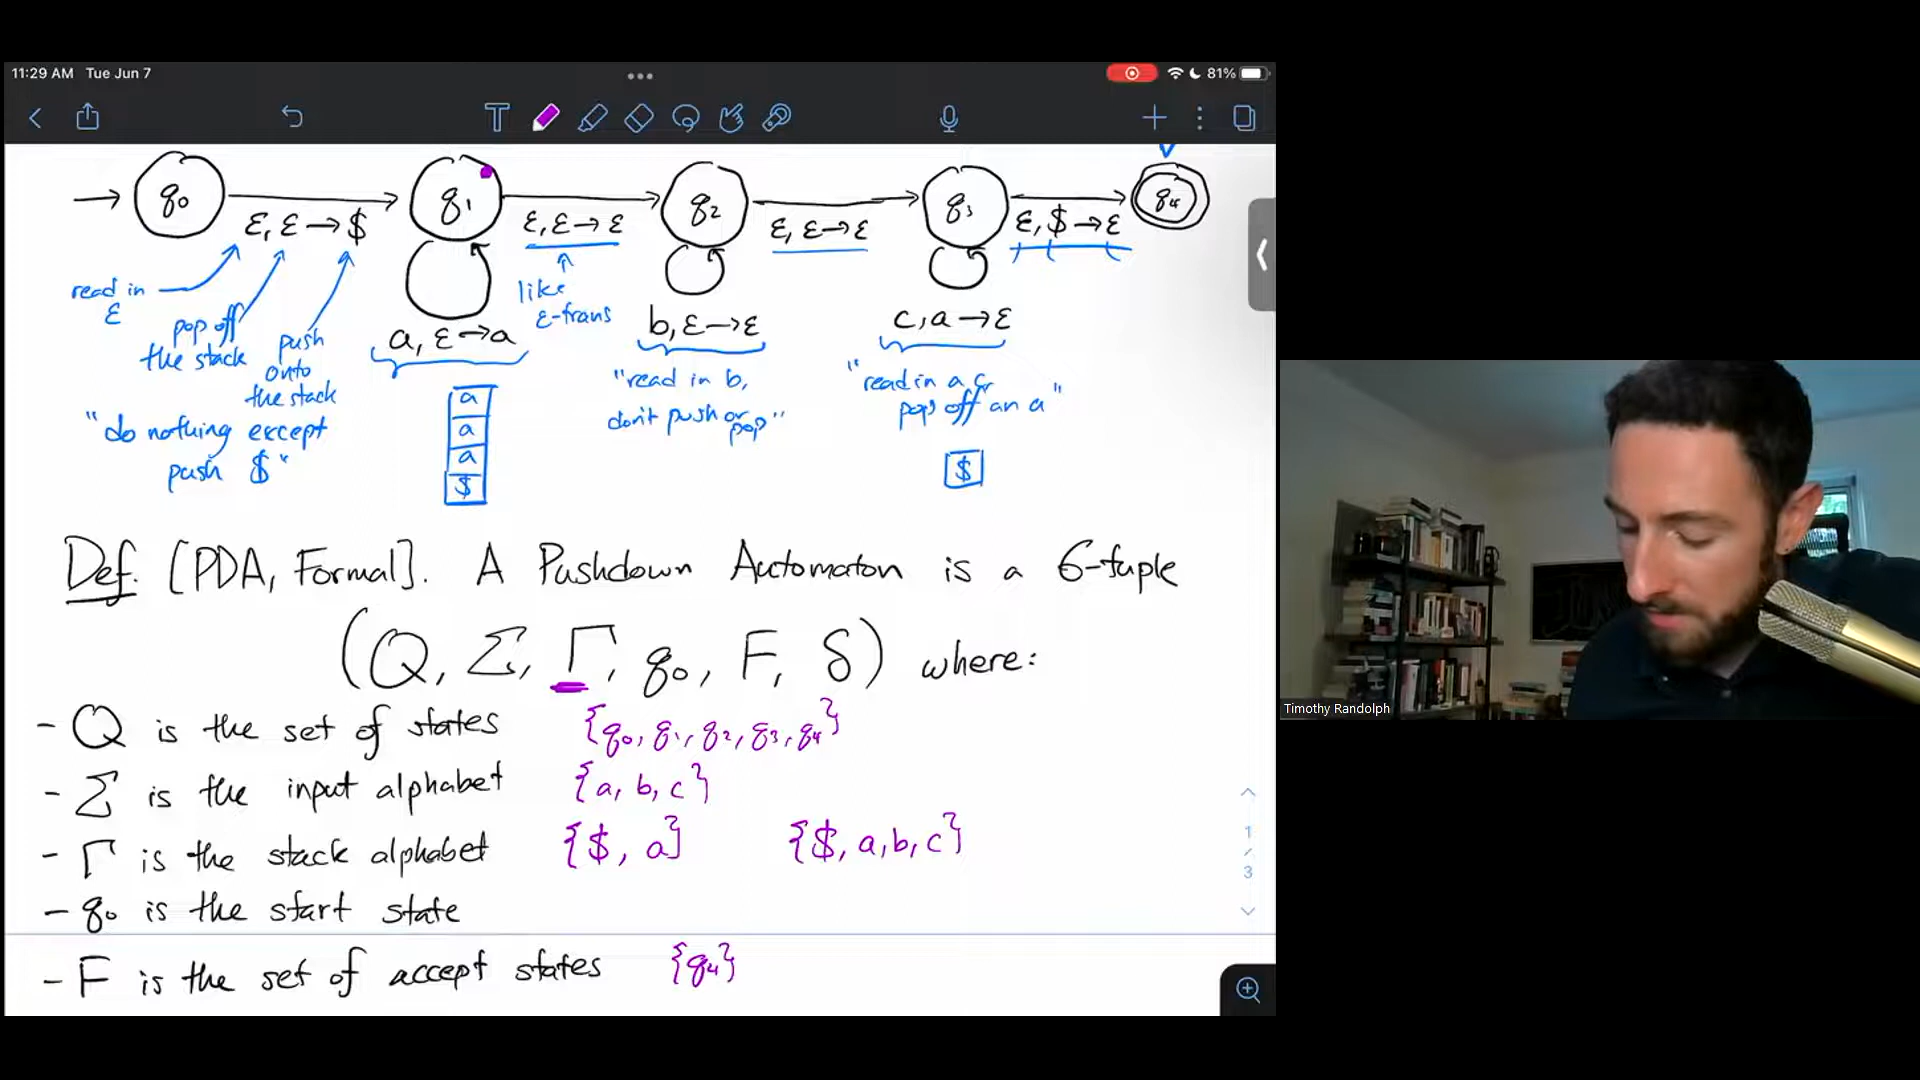 11:29 AM Tue Jun 7
81%
q0 q1 q2 q3 q4
ε, ε → $ ε, ε → ε ε, ε → ε ε, $ → ε
read in ε
pop off the stack
push onto the stack
"do nothing except push $"
a, ε → a
a
a
a
$
like ε-trans
b, ε → ε
"read in b, don't push or pop"
c, a → ε
"read in a c, pop off an a"
$
Def. [PDA, Formal]. A Pushdown Automaton is a 6-tuple
(Q, Σ, Γ, q0, F, δ) where:
- Q is the set of states {q0, q1, q2, q3, q4}
- Σ is the input alphabet {a, b, c}
- Γ is the stack alphabet {$, a} {$, a, b, c}
- q0 is the start state
- F is the set of accept states {q4}
1
/
3
Timothy Randolph